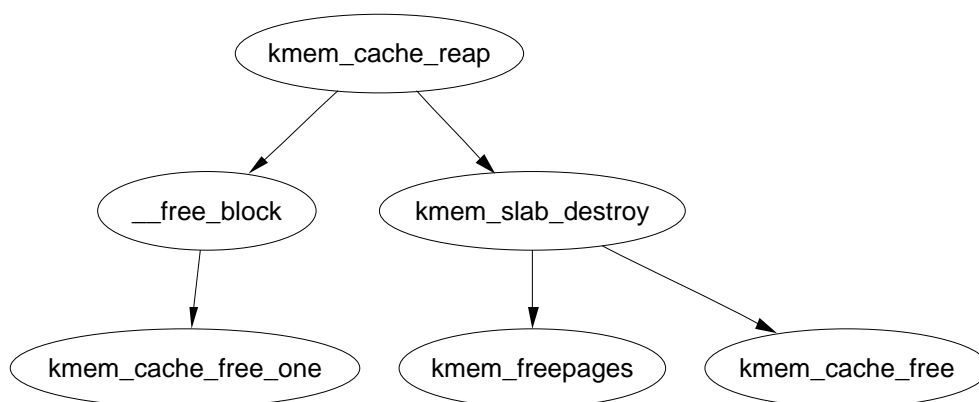 kmem_cache_reap
__free_block
kmem_slab_destroy
kmem_cache_free_one
kmem_freepages
kmem_cache_free